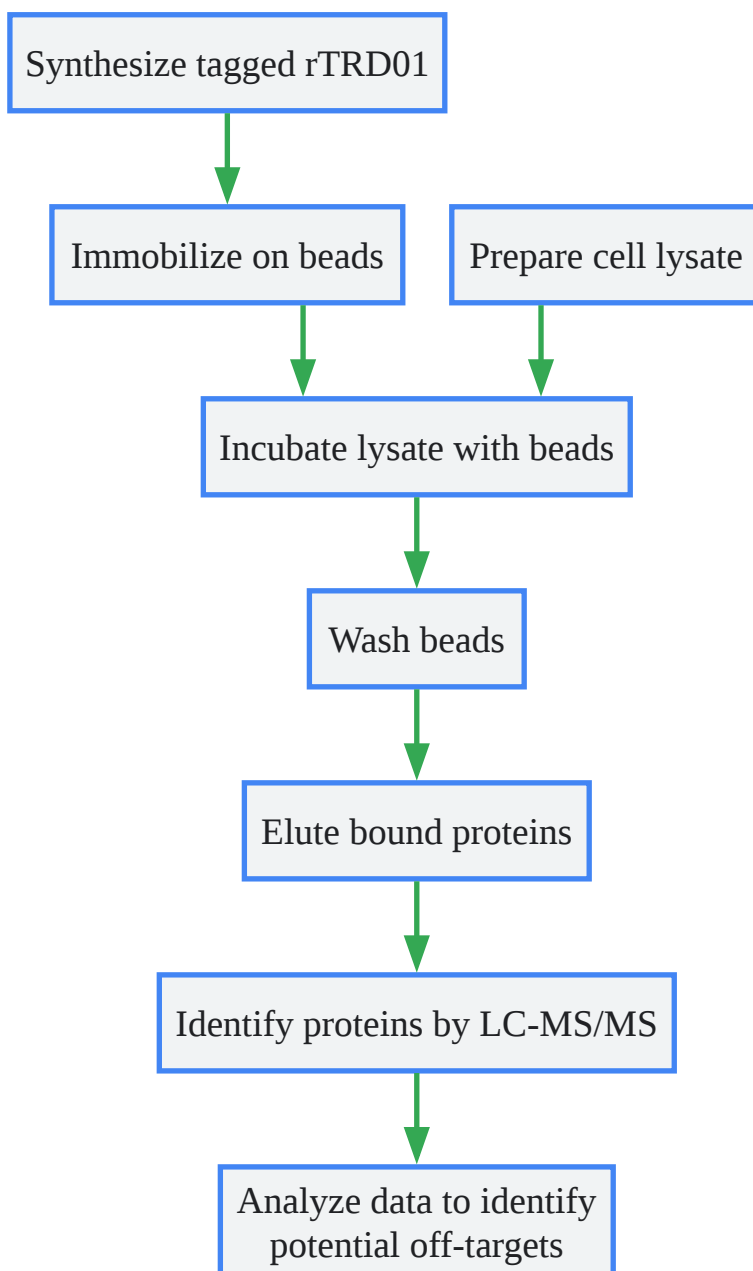 Synthesize tagged rTRD01
Immobilize on beads
Prepare cell lysate
Incubate lysate with beads
Wash beads
Elute bound proteins
Identify proteins by LC-MS/MS
Analyze data to identify
potential off-targets